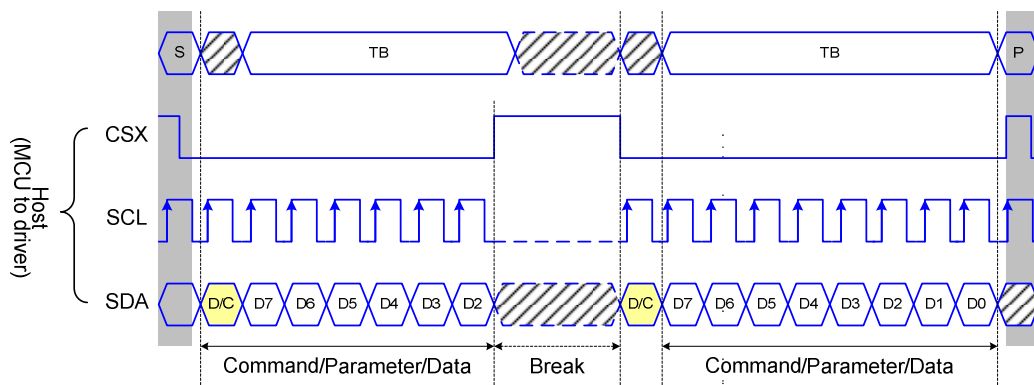 S TB TB P
CSX
SCL
SDA D/C D7 D6 D5 D4 D3 D2 D/C D7 D6 D5 D4 D3 D2 D1 D0
Host
(MCU to driver)
Command/Parameter/Data Break Command/Parameter/Data